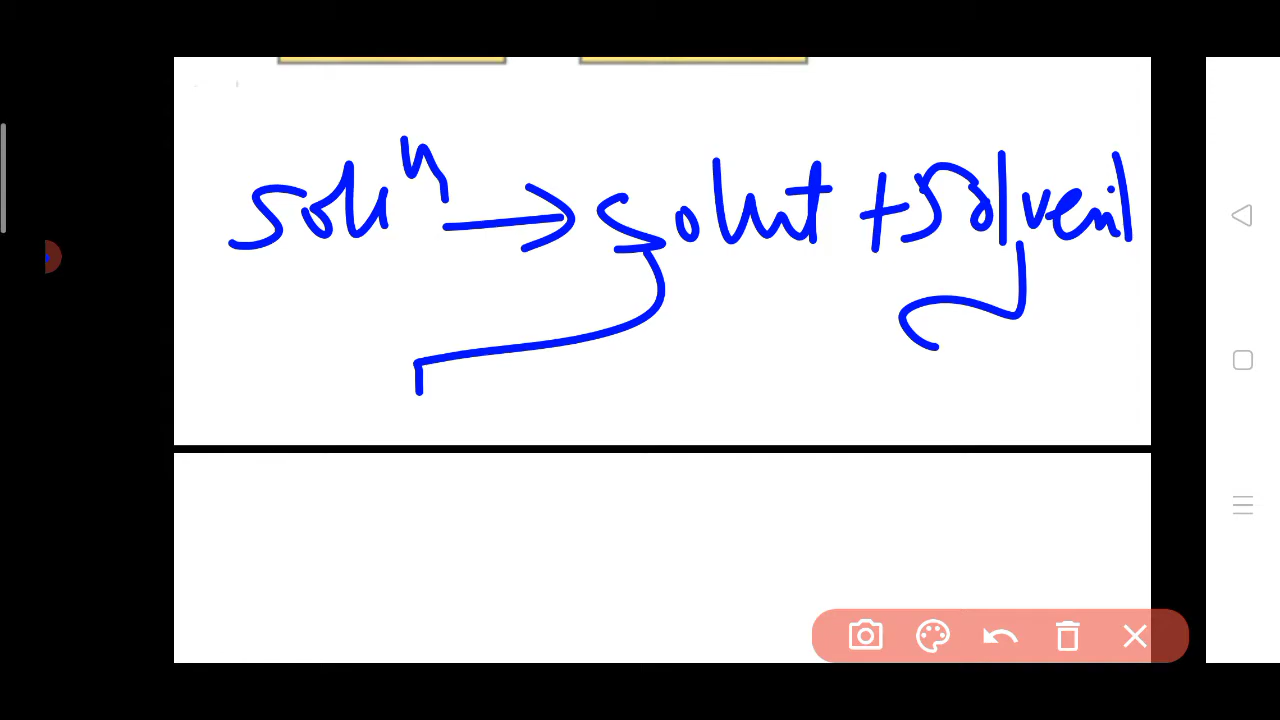 solⁿ → solut + solvent